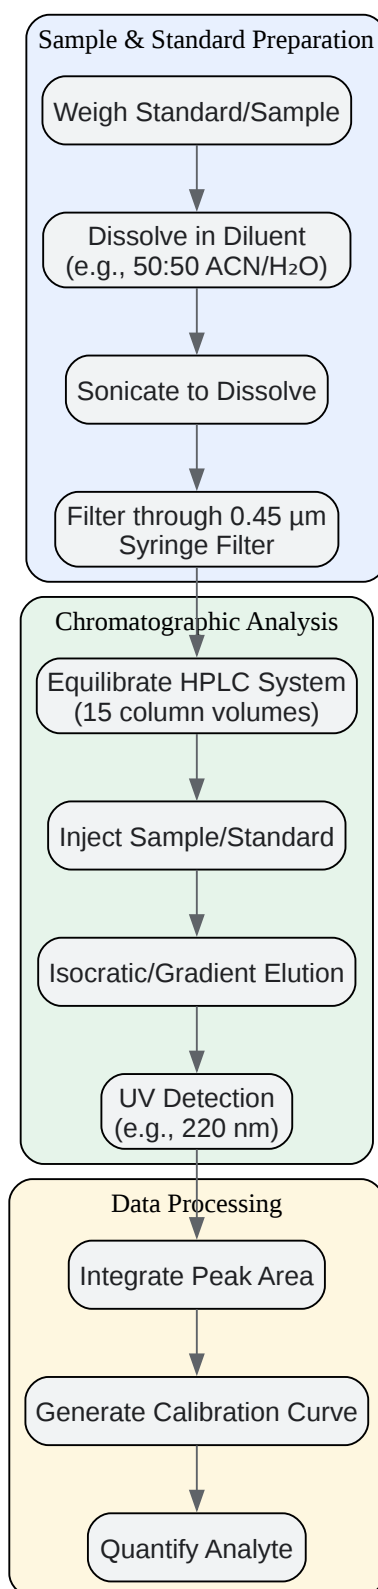 Sample & Standard Preparation
Weigh Standard/Sample
Dissolve in Diluent
(e.g., 50:50 ACN/H₂O)
Sonicate to Dissolve
Filter through 0.45 µm
Syringe Filter
Chromatographic Analysis
Equilibrate HPLC System
(15 column volumes)
Inject Sample/Standard
Isocratic/Gradient Elution
UV Detection
(e.g., 220 nm)
Data Processing
Integrate Peak Area
Generate Calibration Curve
Quantify Analyte